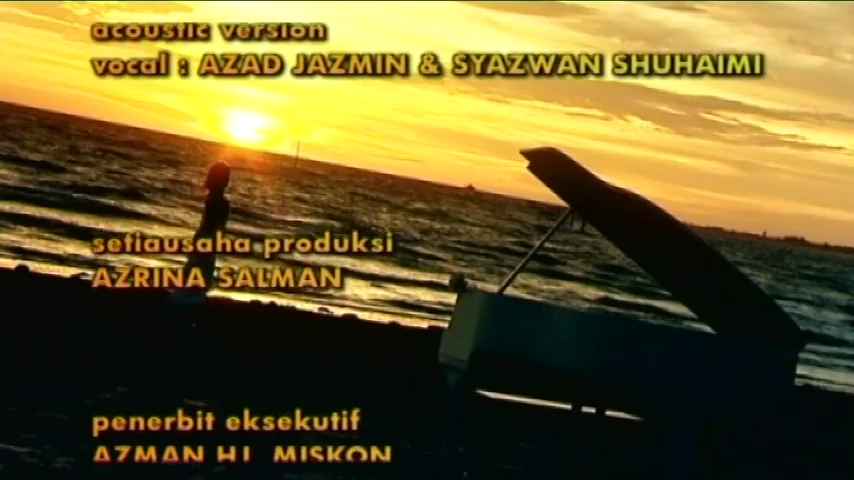 acoustic version
vocal : AZAD JAZMIN & SYAZWAN SHUHAIMI
setiausaha produksi
AZRINA SALMAN
penerbit eksekutif
AZMAN HJ. MISKON